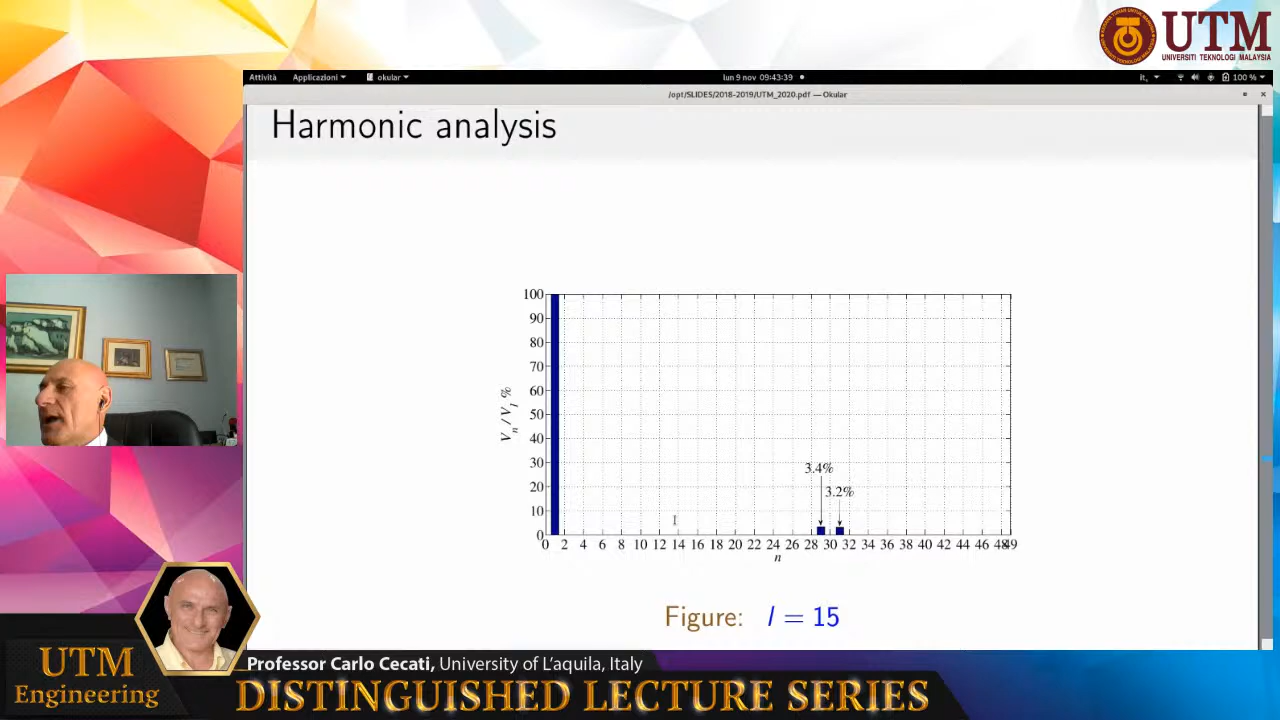 UTM
UNIVERSITI TEKNOLOGI MALAYSIA
Attività Applicazioni okular lun 9 nov 09:43:39 it, 100 %
/opt/SLIDES/2018-2019/UTM_2020.pdf — Okular
Harmonic analysis
100
90
80
70
60
50
40
30
20
10
0
V_n / V_1 %
3.4%
3.2%
0 2 4 6 8 10 12 14 16 18 20 22 24 26 28 30 32 34 36 38 40 42 44 46 48 49
n
Figure: l = 15
UTM
Engineering
Professor Carlo Cecati, University of L'aquila, Italy
DISTINGUISHED LECTURE SERIES